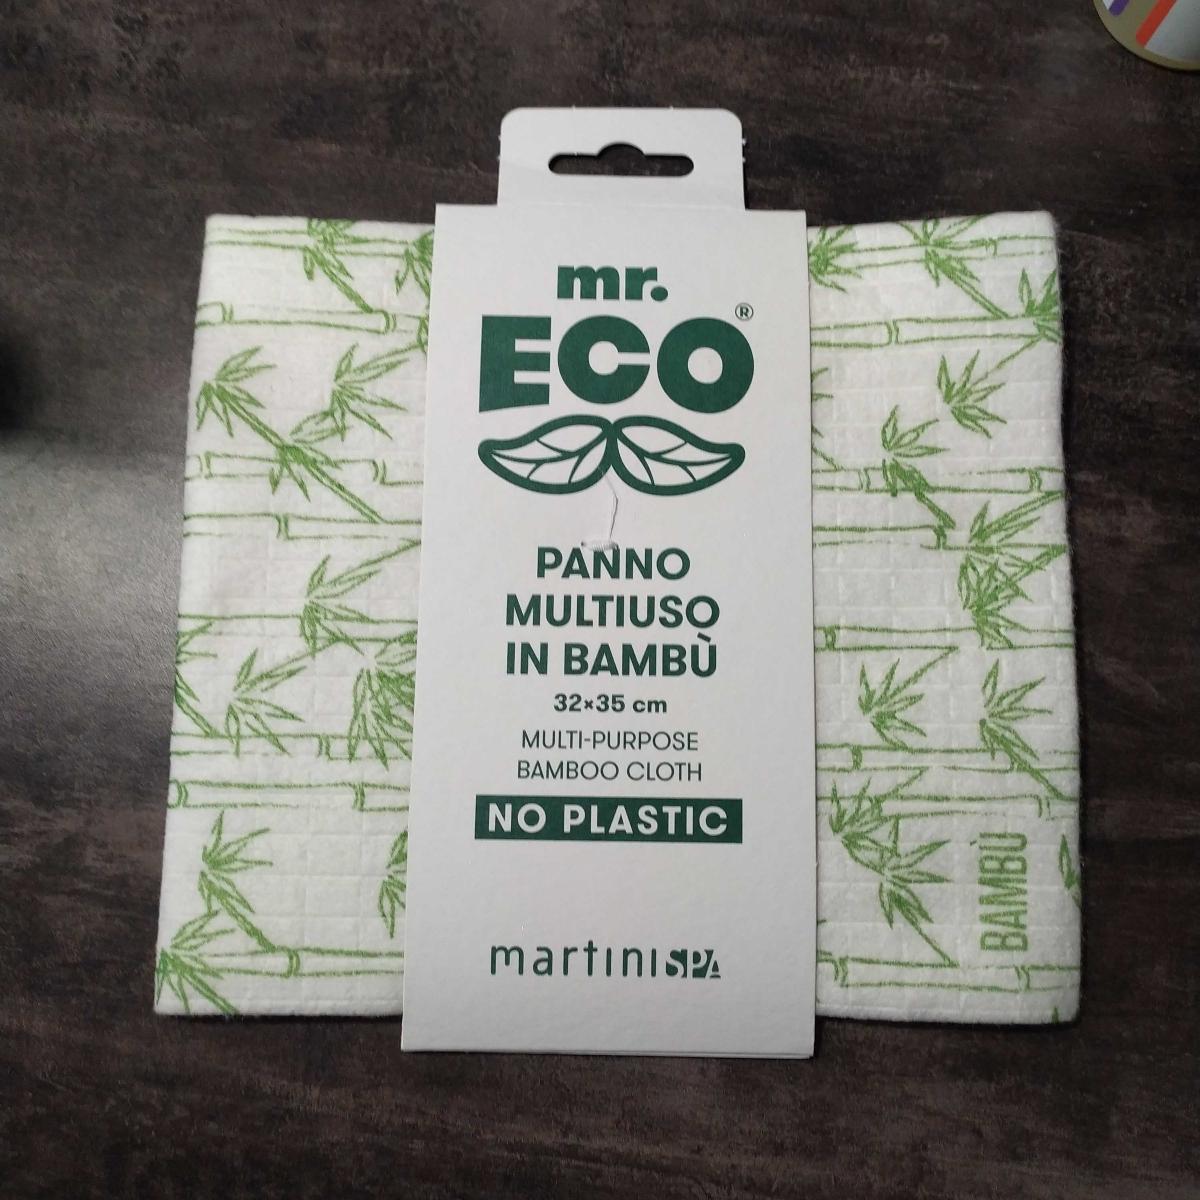 mr.
ECO®
PANNO
MULTIUSO
IN BAMBÙ
32×35 cm
MULTI-PURPOSE
BAMBOO CLOTH
NO PLASTIC
martiniSPA
BAMBÙ